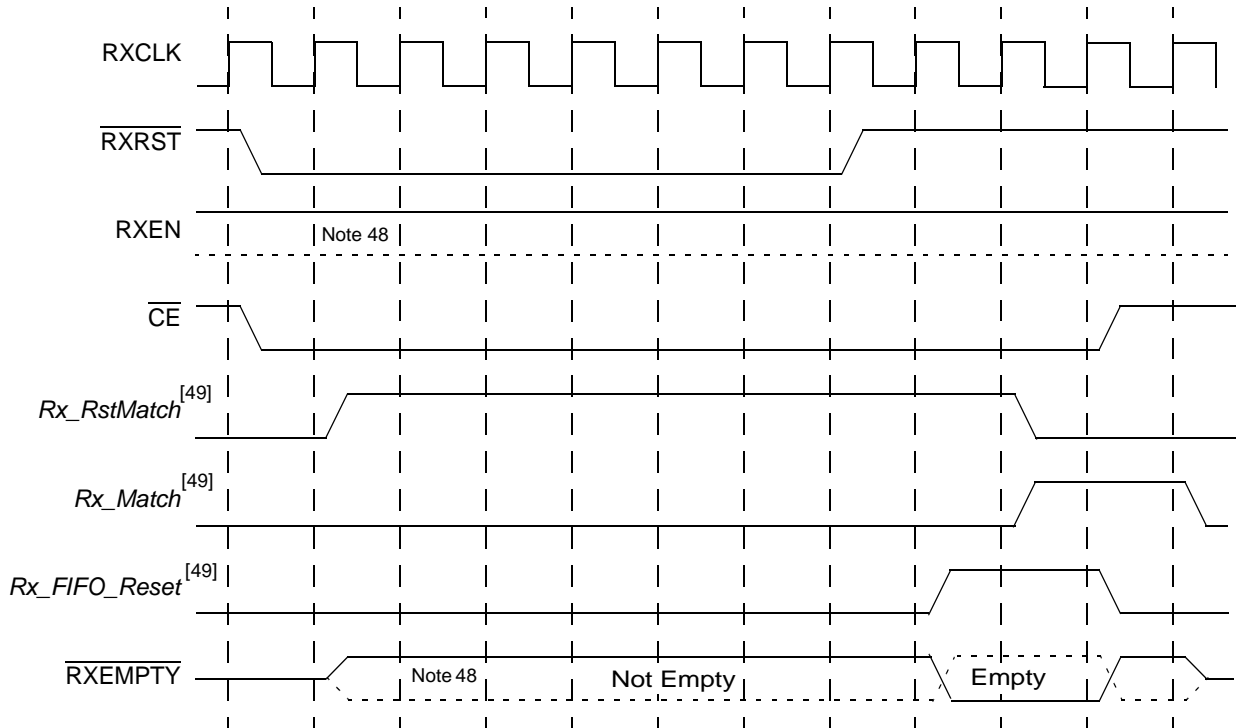 RXCLK
RXRST
RXEN
Note 48
CE
Rx_RstMatch[49]
Rx_Match[49]
Rx_FIFO_Reset[49]
RXEMPTY
Note 48
Not Empty
Empty